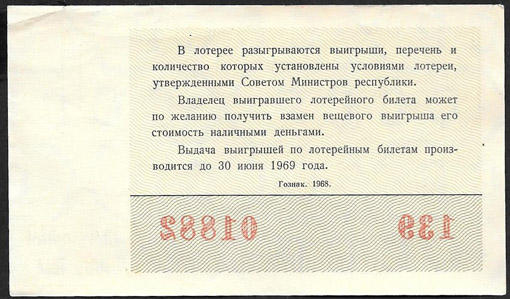 В лотерее разыгрываются выигрыши, перечень и
количество которых установлены условиями лотереи,
утвержденными Советом Министров республики.
Владелец выигравшего лотерейного билета может
по желанию получить взамен вещевого выигрыша его
стоимость наличными деньгами.
Выдача выигрышей по лотерейным билетам произ-
водится до 30 июня 1969 года.
Гознак. 1968.
01882 139